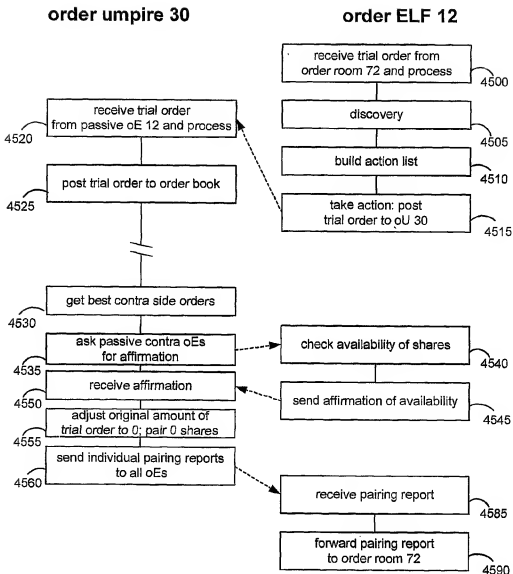 order umpire 30
order ELF 12
receive trial order from
order room 72 and process
4500
discovery
4505
build action list
4510
take action: post
trial order to oU 30
4515
receive trial order
from passive oE 12 and process
4520
post trial order to order book
4525
get best contra side orders
4530
ask passive contra oEs
for affirmation
4535
check availability of shares
4540
send affirmation of availability
4545
receive affirmation
4550
adjust original amount of
trial order to 0; pair 0 shares
4555
send individual pairing reports
to all oEs
4560
receive pairing report
4585
forward pairing report
to order room 72
4590